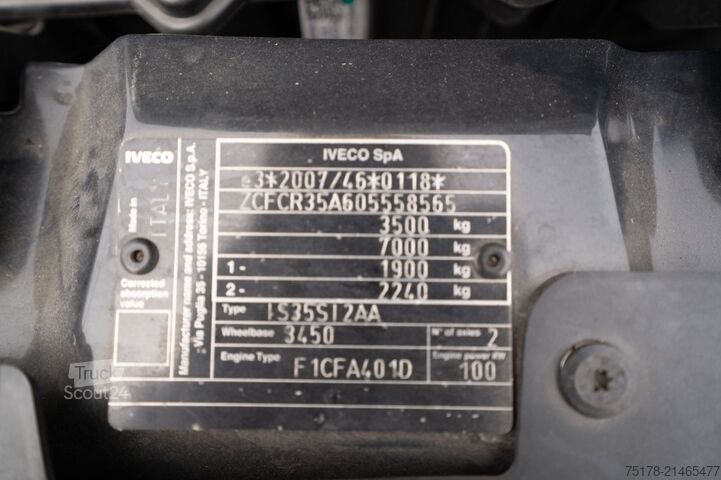 IVECO
IVECO SpA
Made in
ITALY
Manufacturer name and address: IVECO S.p.A.
Via Puglia 35 - 10156 Torino - ITALY
e3*2007/46*0118*
ZCFCR35A605558565
3500 kg
7000 kg
1- 1900 kg
2- 2240 kg
Corrected
absorption
value
Type IS35SI2AA
Wheelbase 3450 N° of axles 2
Engine Type F1CFA401D Engine power KW 100
Truck
Scout24
75178-21465477